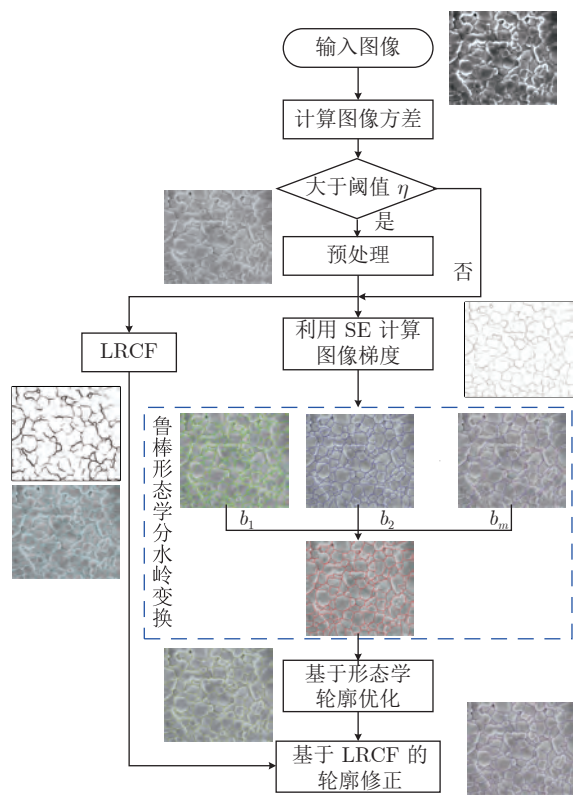 输入图像
计算图像方差
大于阈值 η
是
预处理
否
LRCF
利用 SE 计算
图像梯度
鲁棒形态学分水岭变换
b₁
b₂
bₘ
基于形态学
轮廓优化
基于 LRCF 的
轮廓修正